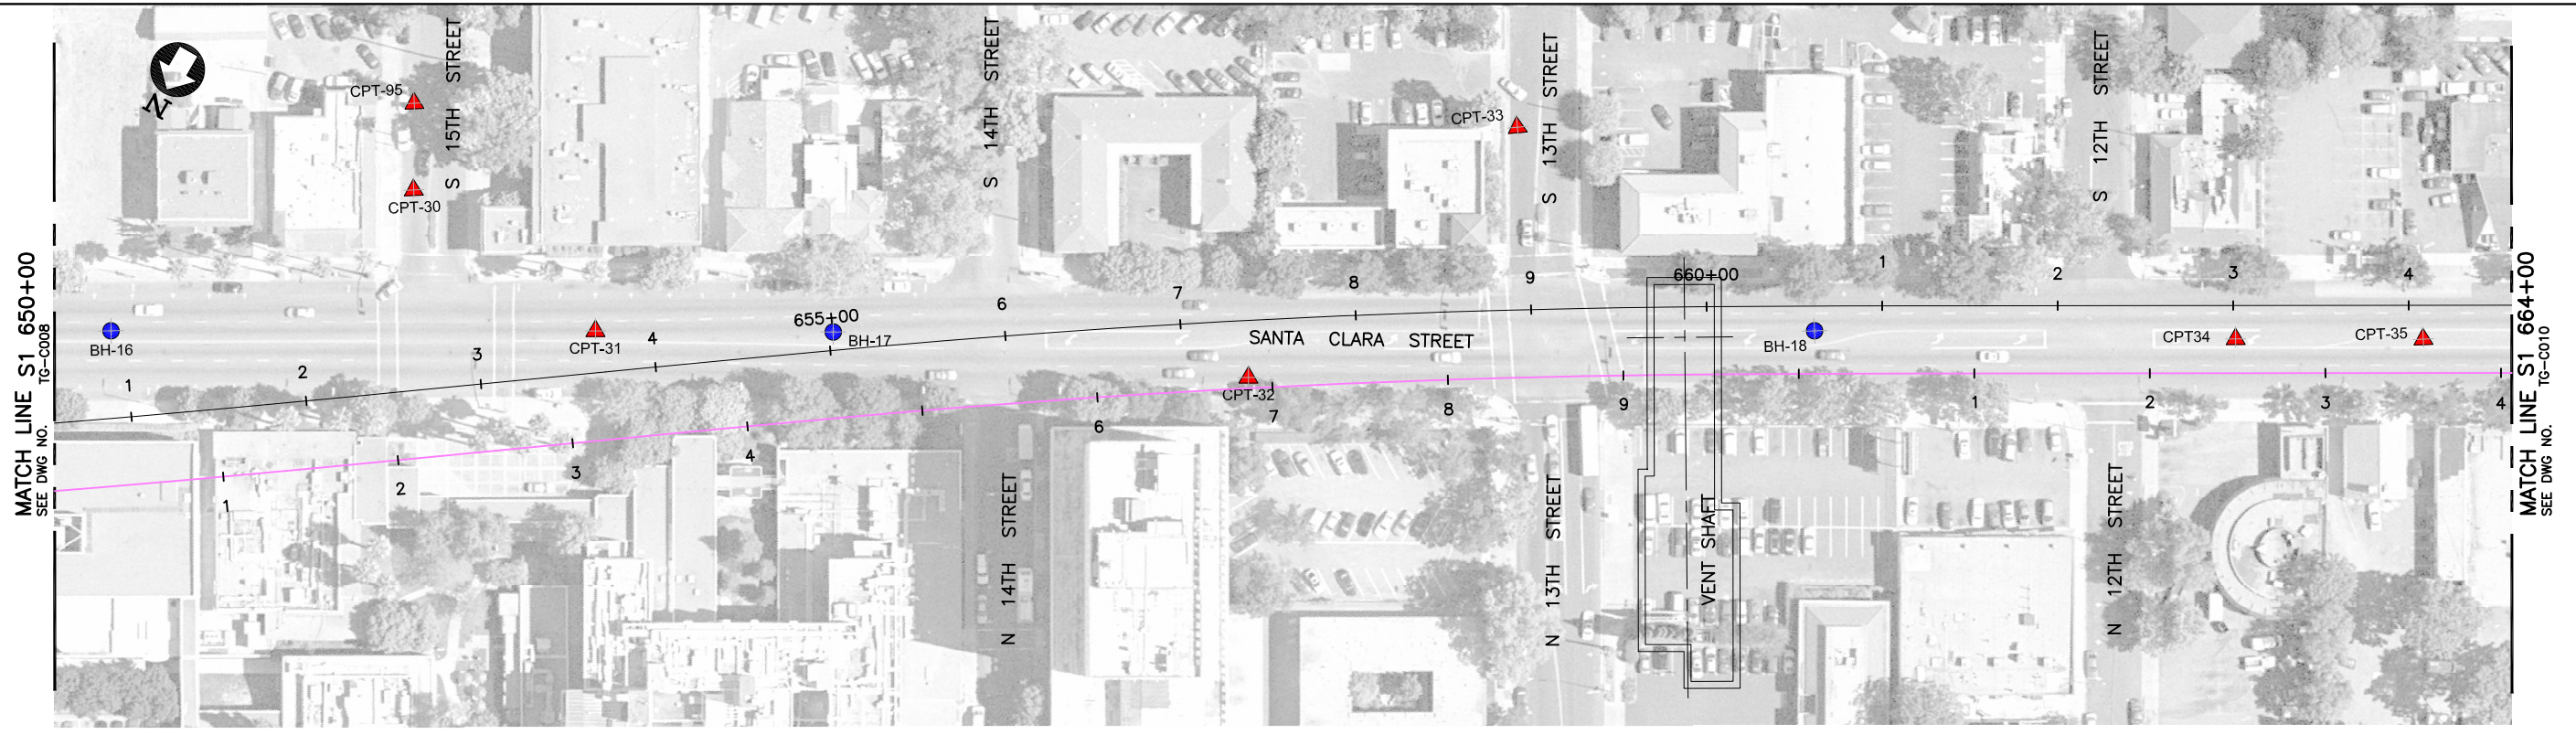 MATCH LINE S1 650+00
SEE DWG NO. TG-C0008
N
CPT-95
CPT-30
S 15TH STREET
S 14TH STREET
CPT-33
S 13TH STREET
S 12TH STREET
BH-16
CPT-31
BH-17
SANTA CLARA STREET
BH-18
CPT34
CPT-35
CPT-32
1
2
3
4
655+00
6
7
8
9
660+00
1
2
3
4
1
2
3
4
6
7
8
9
1
2
3
4
N 14TH STREET
N 13TH STREET
VENT SHAFT
N 12TH STREET
MATCH LINE S1 664+00
SEE DWG NO. TG-C010